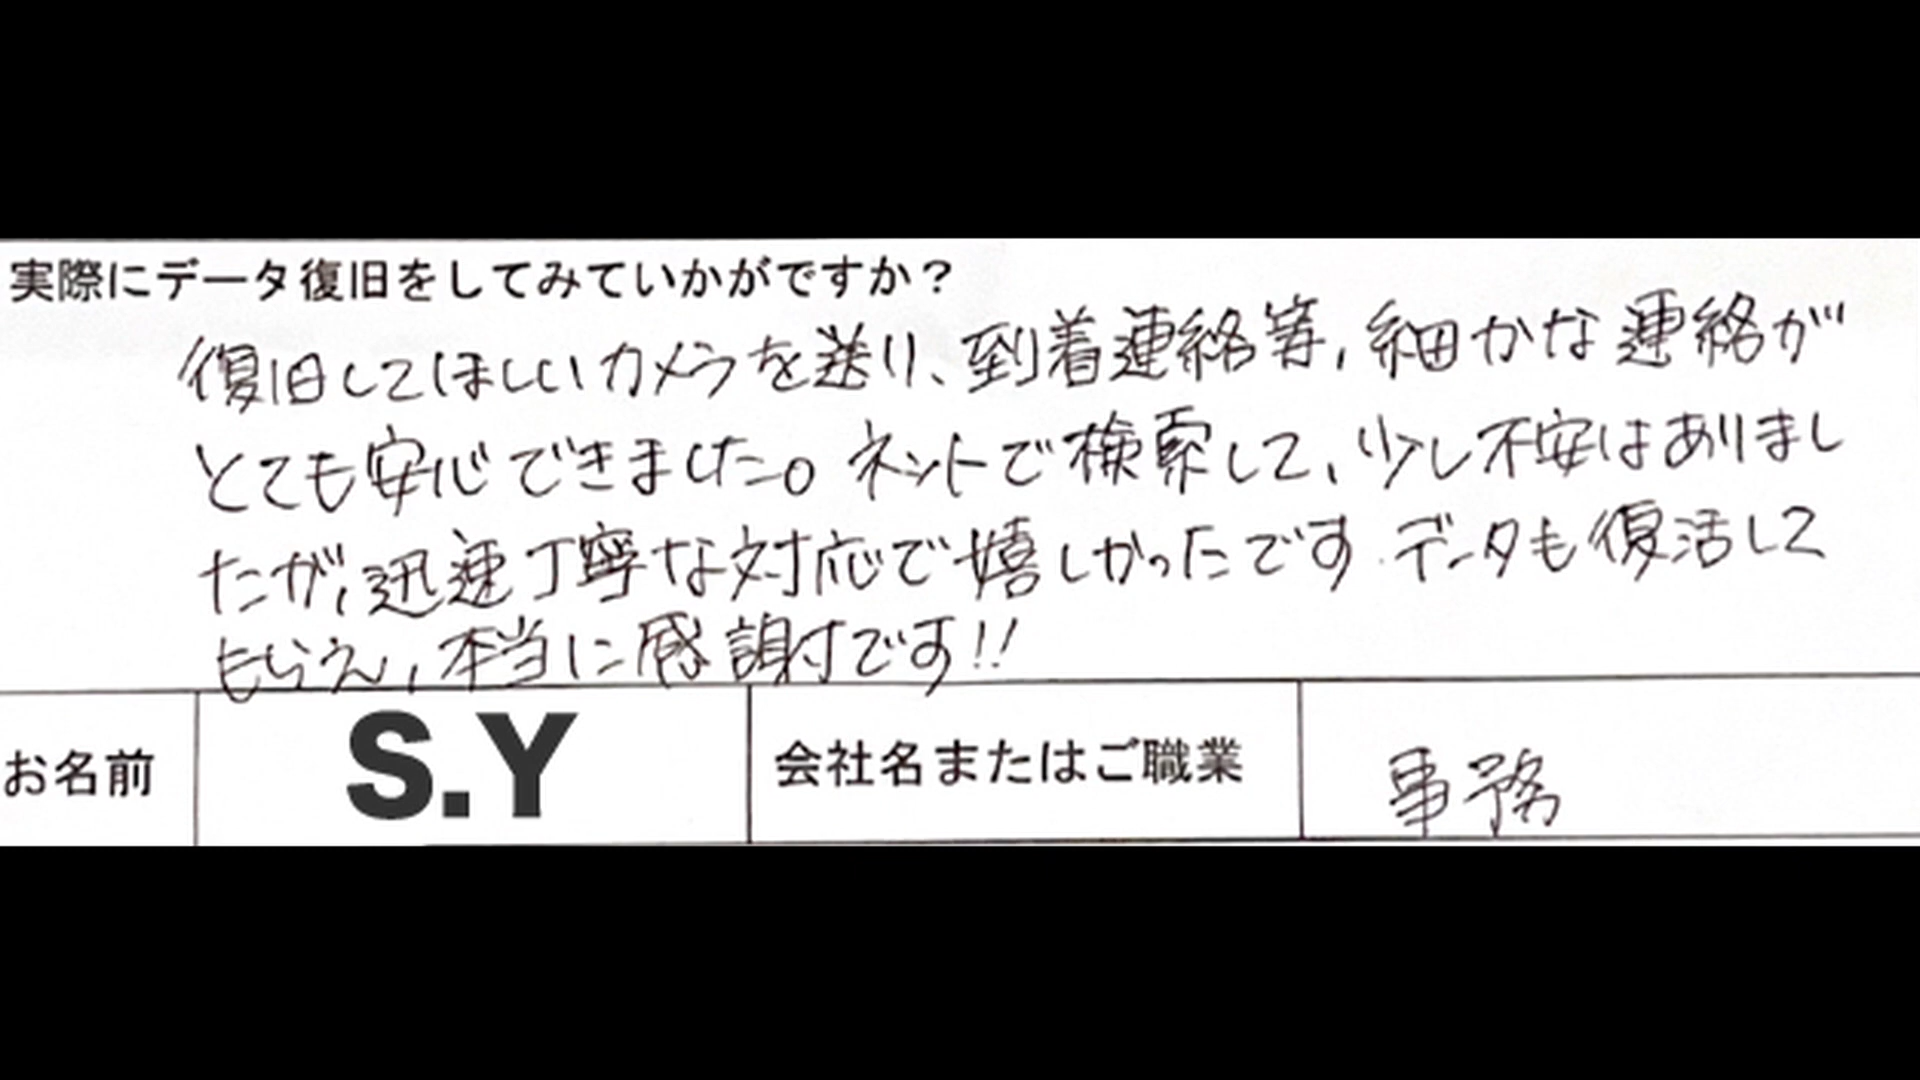 実際にデータ復旧をしてみていかがですか？
復旧してほしいカメラを送り、到着連絡等，細かな連絡が
とても安心できました。ネットで検索して，少し不安はありまし
たが，迅速丁寧な対応で嬉しかったです．データも復活して
もらえ，本当に感謝です!!
お名前 S.Y 会社名またはご職業 事務